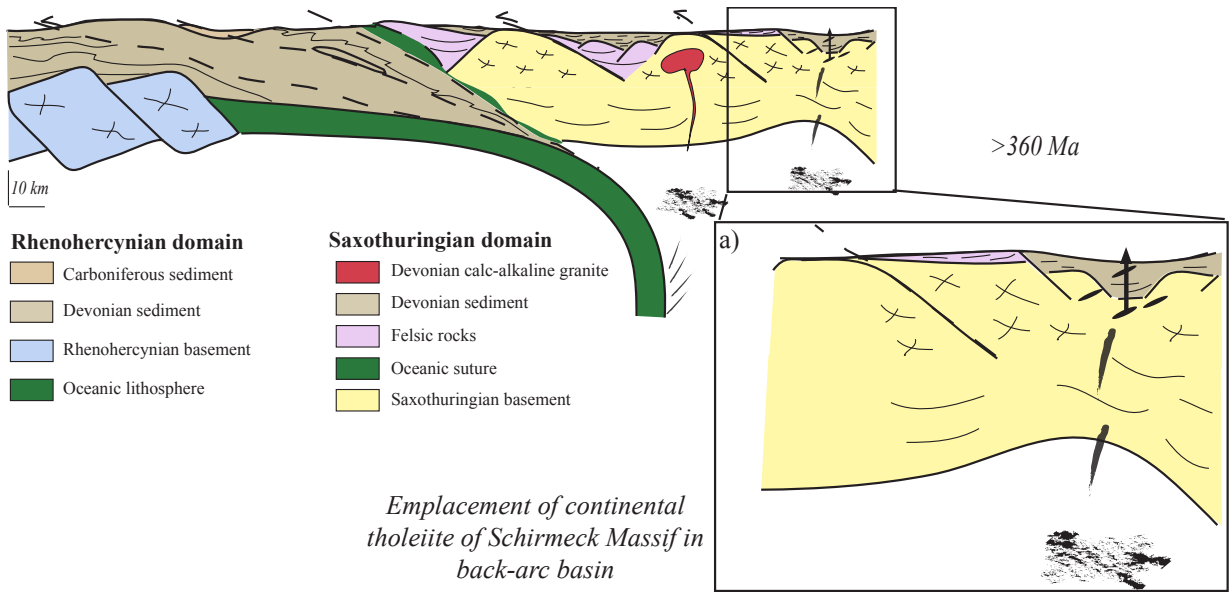 >360 Ma
10 km
Rhenohercynian domain
Carboniferous sediment
Devonian sediment
Rhenohercynian basement
Oceanic lithosphere
Saxothuringian domain
Devonian calc-alkaline granite
Devonian sediment
Felsic rocks
Oceanic suture
Saxothuringian basement
a)
Emplacement of continental
tholeiite of Schirmeck Massif in
back-arc basin